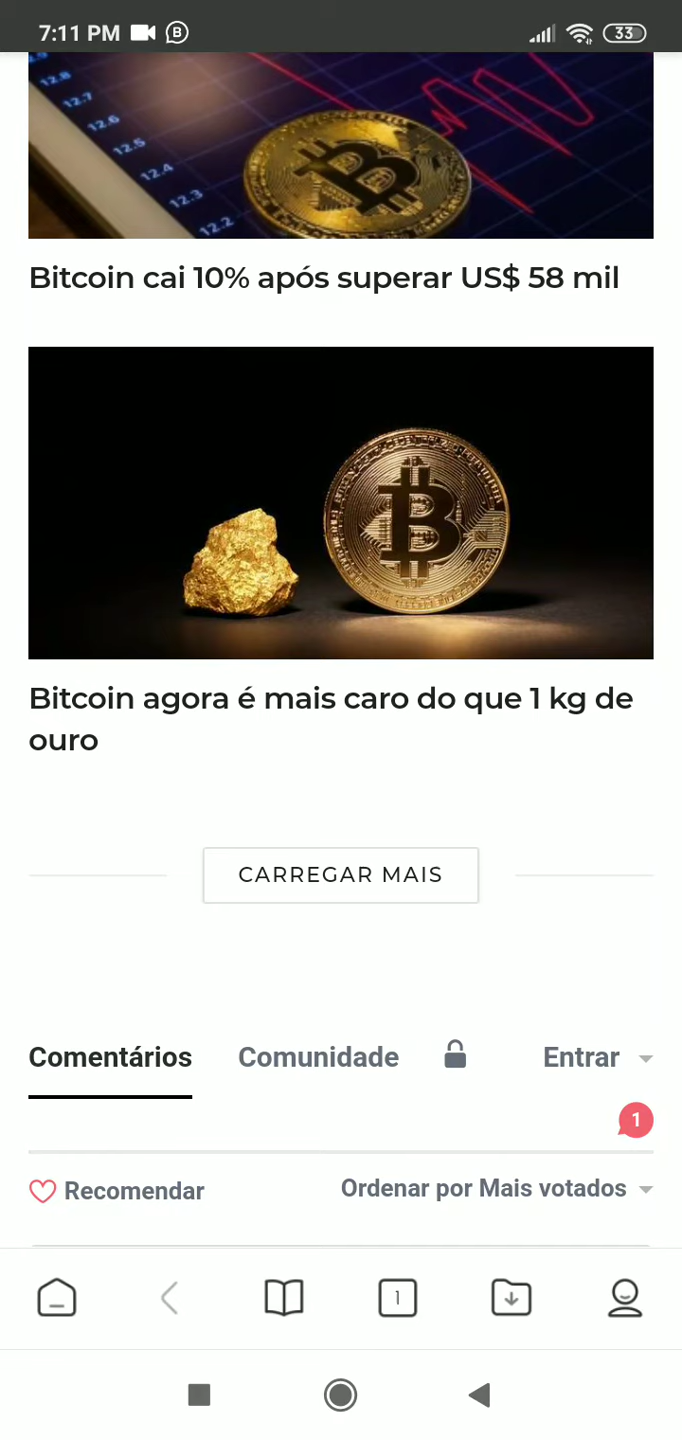 7:11 PM B 33
12.8
12.7
12.6
12.5
12.4
12.3
12.2
Bitcoin cai 10% após superar US$ 58 mil
Bitcoin agora é mais caro do que 1 kg de
ouro
CARREGAR MAIS
Comentários Comunidade Entrar
1
Recomendar Ordenar por Mais votados
1